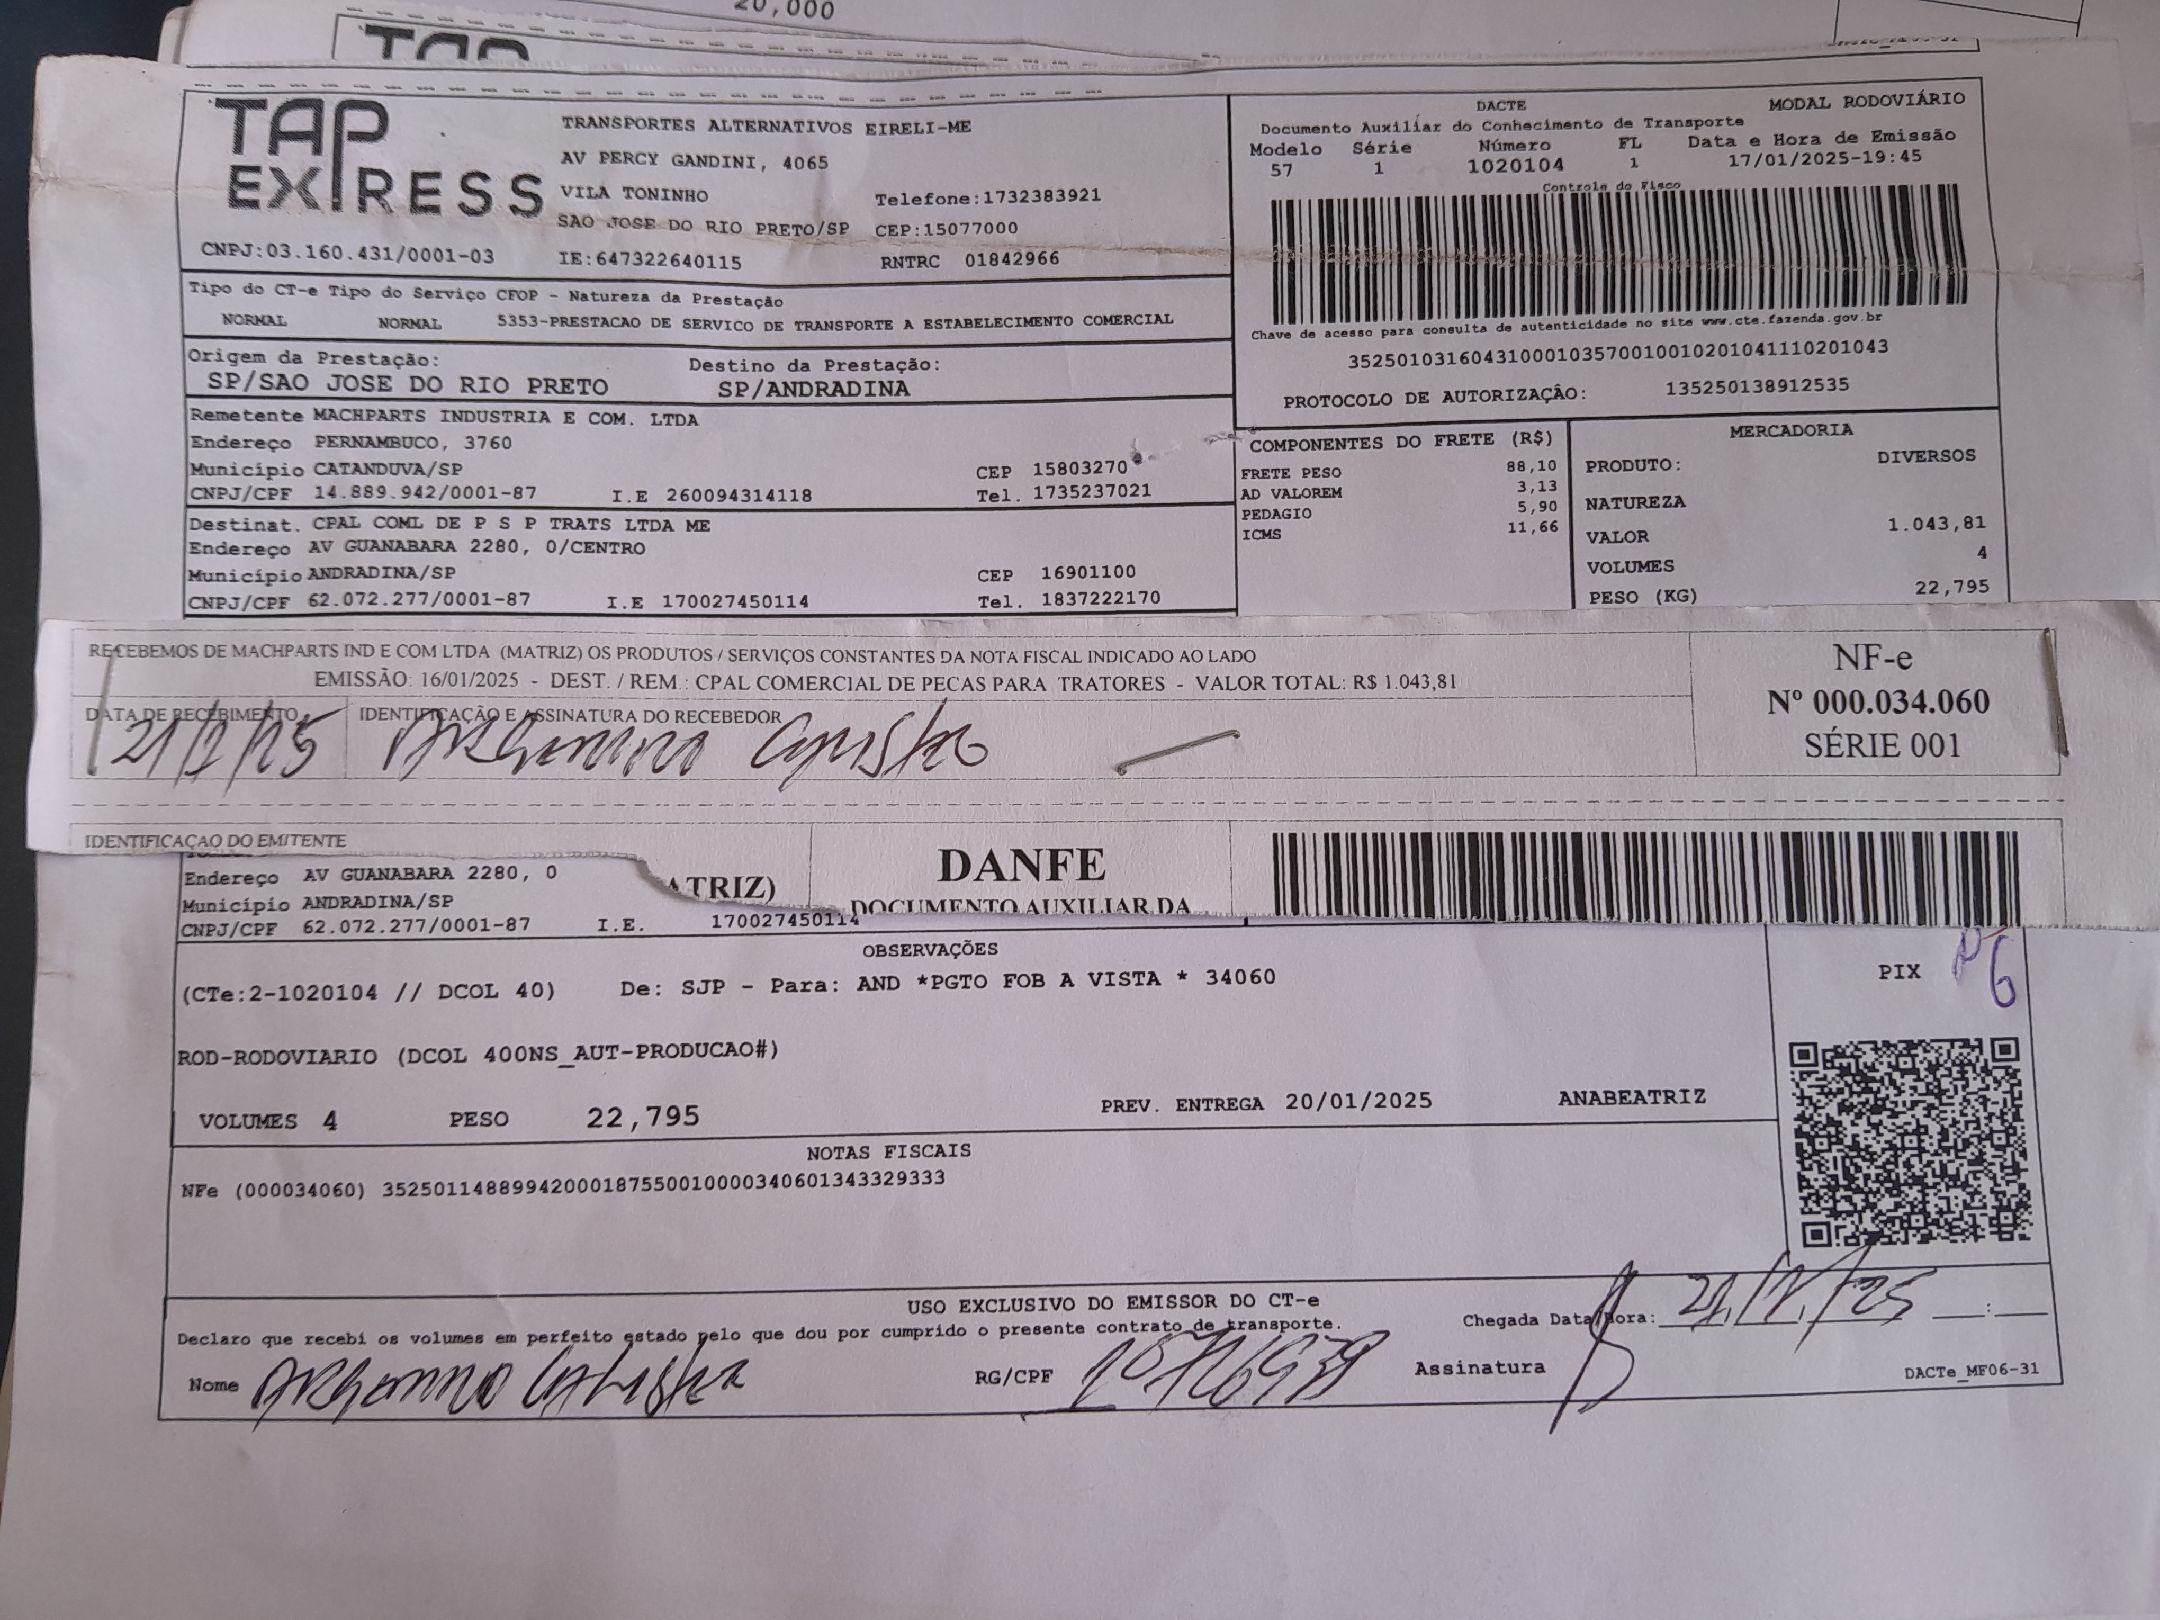 20,000
TAP
TAP EXPRESS
TRANSPORTES ALTERNATIVOS EIRELI-ME
AV PERCY GANDINI, 4065
VILA TONINHO Telefone:1732383921
SAO JOSE DO RIO PRETO/SP CEP:15077000
CNPJ:03.160.431/0001-03 IE:647322640115 RNTRC 01842966
DACTE MODAL RODOVIÁRIO
Documento Auxiliar do Conhecimento de Transporte
Modelo Série Número FL Data e Hora de Emissão
57 1 1020104 1 17/01/2025-19:45
Controle do Fisco
Chave de acesso para consulta de autenticidade no site www.cte.fazenda.gov.br
35250103160431000103570010010201041110201043
PROTOCOLO DE AUTORIZAÇÃO: 135250138912535
Tipo do CT-e Tipo do Serviço CFOP - Natureza da Prestação
NORMAL NORMAL 5353-PRESTACAO DE SERVICO DE TRANSPORTE A ESTABELECIMENTO COMERCIAL
Origem da Prestação: Destino da Prestação:
SP/SAO JOSE DO RIO PRETO SP/ANDRADINA
Remetente MACHPARTS INDUSTRIA E COM. LTDA
Endereço PERNAMBUCO, 3760
Município CATANDUVA/SP CEP 15803270
CNPJ/CPF 14.889.942/0001-87 I.E 260094314118 Tel. 1735237021
Destinat. CPAL COML DE P S P TRATS LTDA ME
Endereço AV GUANABARA 2280, 0/CENTRO
Município ANDRADINA/SP CEP 16901100
CNPJ/CPF 62.072.277/0001-87 I.E 170027450114 Tel. 1837222170
COMPONENTES DO FRETE (R$)
FRETE PESO 88,10
AD VALOREM 3,13
PEDAGIO 5,90
ICMS 11,66
MERCADORIA
PRODUTO: DIVERSOS
NATUREZA
VALOR 1.043,81
VOLUMES 4
PESO (KG) 22,795
RECEBEMOS DE MACHPARTS IND E COM LTDA (MATRIZ) OS PRODUTOS / SERVIÇOS CONSTANTES DA NOTA FISCAL INDICADO AO LADO
EMISSÃO: 16/01/2025 - DEST. / REM.: CPAL COMERCIAL DE PECAS PARA TRATORES - VALOR TOTAL: R$ 1.043,81
DATA DE RECEBIMENTO IDENTIFICAÇÃO E ASSINATURA DO RECEBEDOR
21/1/25
NF-e
Nº 000.034.060
SÉRIE 001
IDENTIFICAÇAO DO EMITENTE
ATRIZ)
DANFE
DOCUMENTO AUXILIAR DA
Endereço AV GUANABARA 2280, 0
Município ANDRADINA/SP
CNPJ/CPF 62.072.277/0001-87 I.E. 170027450114
OBSERVAÇÕES
(CTe:2-1020104 // DCOL 40) De: SJP - Para: AND *PGTO FOB A VISTA * 34060
ROD-RODOVIARIO (DCOL 400NS_AUT-PRODUCAO#)
VOLUMES 4 PESO 22,795 PREV. ENTREGA 20/01/2025 ANABEATRIZ
PIX 6
NOTAS FISCAIS
NFe (000034060) 35250114889942000187550010000340601343329333
USO EXCLUSIVO DO EMISSOR DO CT-e
Declaro que recebi os volumes em perfeito estado pelo que dou por cumprido o presente contrato de transporte.
Chegada Data/Hora: 21/1/25 __:__
Nome RG/CPF Assinatura
DACTe_MF06-31